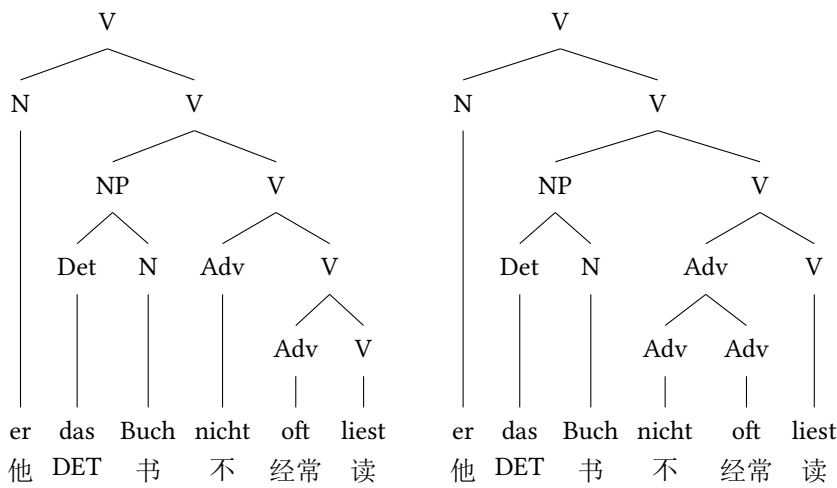 V V
N V N V
NP V NP V
Det N Adv V Det N Adv V
Adv V Adv Adv
er das Buch nicht oft liest er das Buch nicht oft liest
他 DET 书 不 经常 读 他 DET 书 不 经常 读